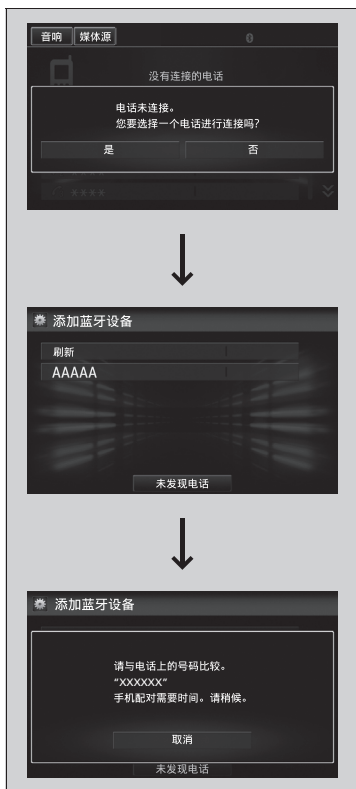 音响 媒体源 0
没有连接的电话
电话未连接。
您要选择一个电话进行连接吗?
是 否
添加蓝牙设备
刷新
AAAAA
未发现电话
添加蓝牙设备
请与电话上的号码比较。
“XXXXXX”
手机配对需要时间。请稍候。
取消
未发现电话